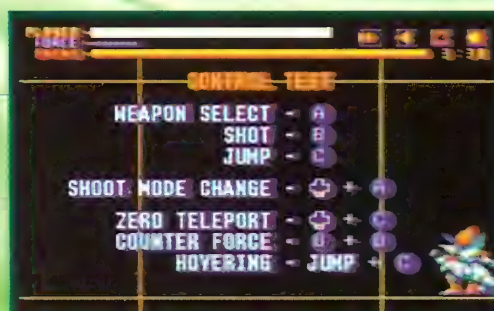 FORCE
CONTROL TEST
WEAPON SELECT - A
SHOT - B
JUMP - C
SHOOT MODE CHANGE - + A
ZERO TELEPORT - +
COUNTER FORCE - +
HOVERING - JUMP +